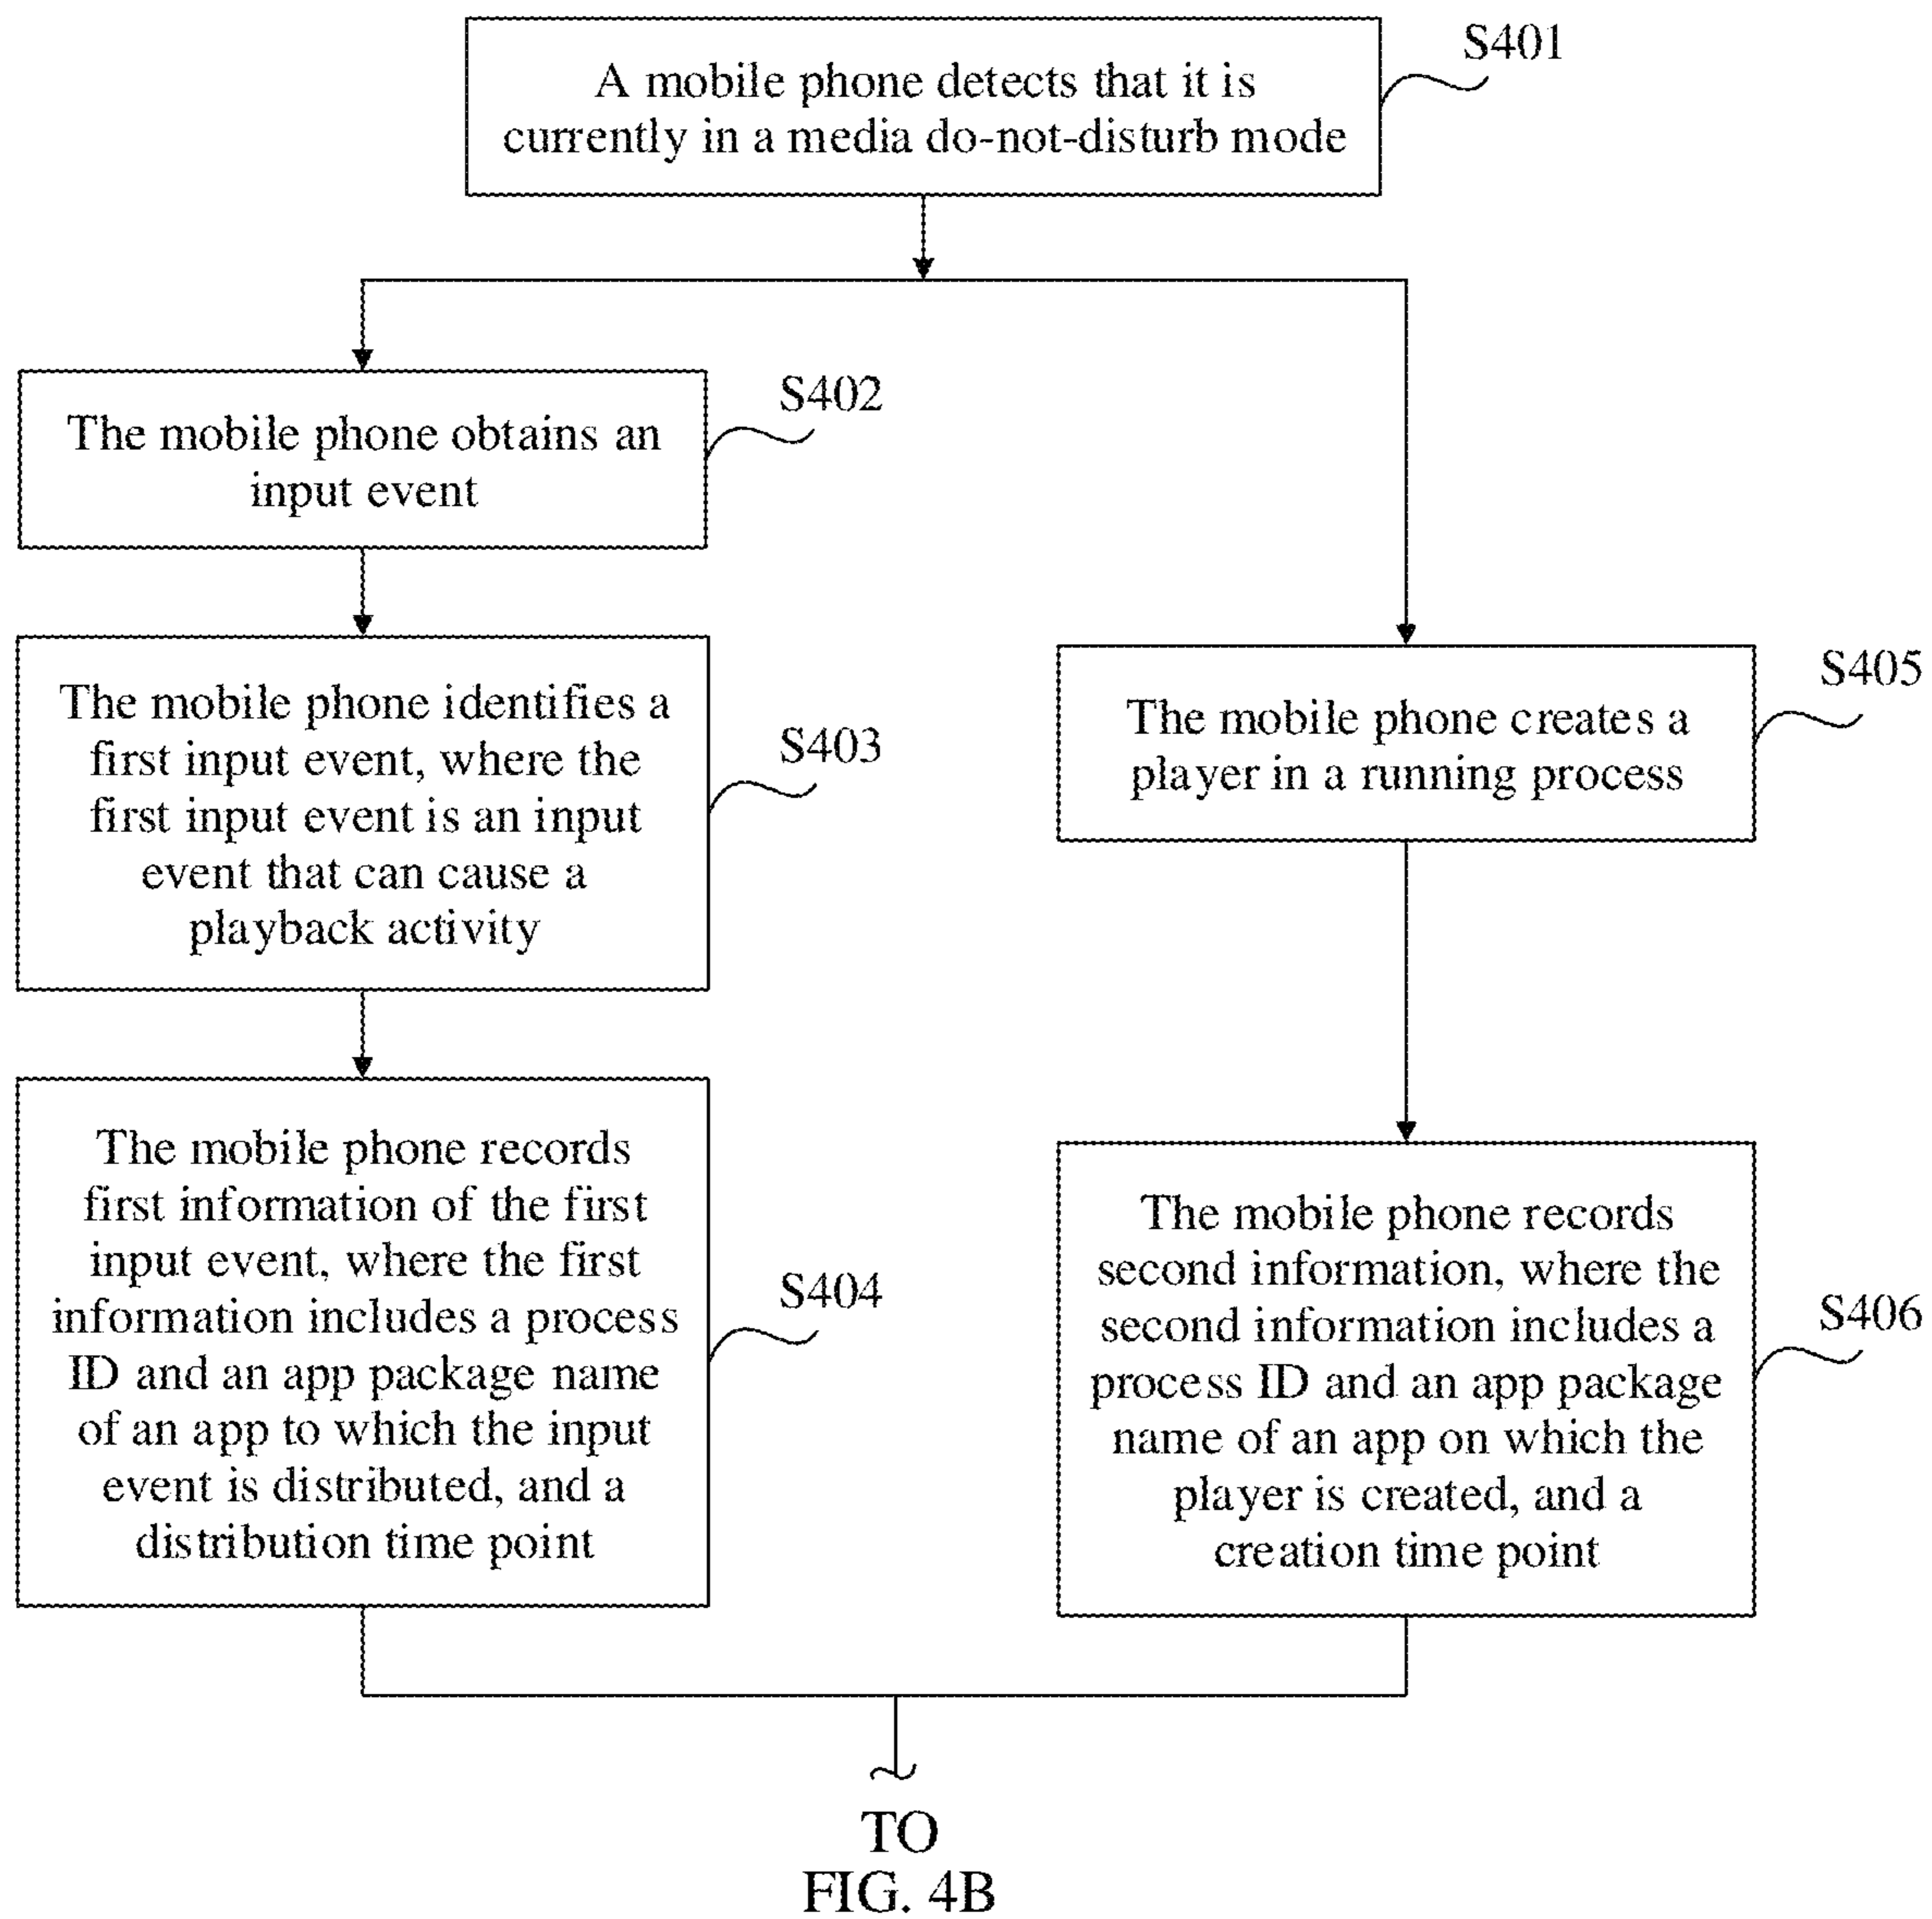 A mobile phone detects that it is
currently in a media do-not-disturb mode
S401
The mobile phone obtains an
input event
S402
The mobile phone identifies a
first input event, where the
first input event is an input
event that can cause a
playback activity
S403
The mobile phone records
first information of the first
input event, where the first
information includes a process
ID and an app package name
of an app to which the input
event is distributed, and a
distribution time point
S404
The mobile phone creates a
player in a running process
S405
The mobile phone records
second information, where the
second information includes a
process ID and an app package
name of an app on which the
player is created, and a
creation time point
S406
TO
FIG. 4B